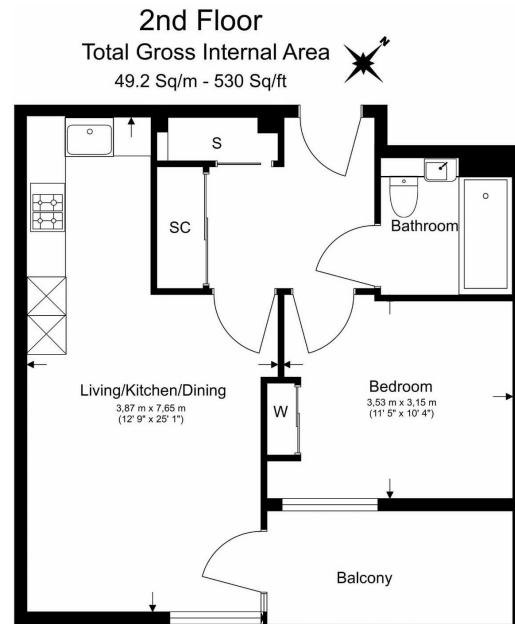 2nd Floor
Total Gross Internal Area
49.2 Sq/m - 530 Sq/ft
N
S
SC
Bathroom
Living/Kitchen/Dining
3,87 m x 7,65 m
(12' 9" x 25' 1")
Bedroom
3,53 m x 3,15 m
(11' 5" x 10' 4")
W
Balcony